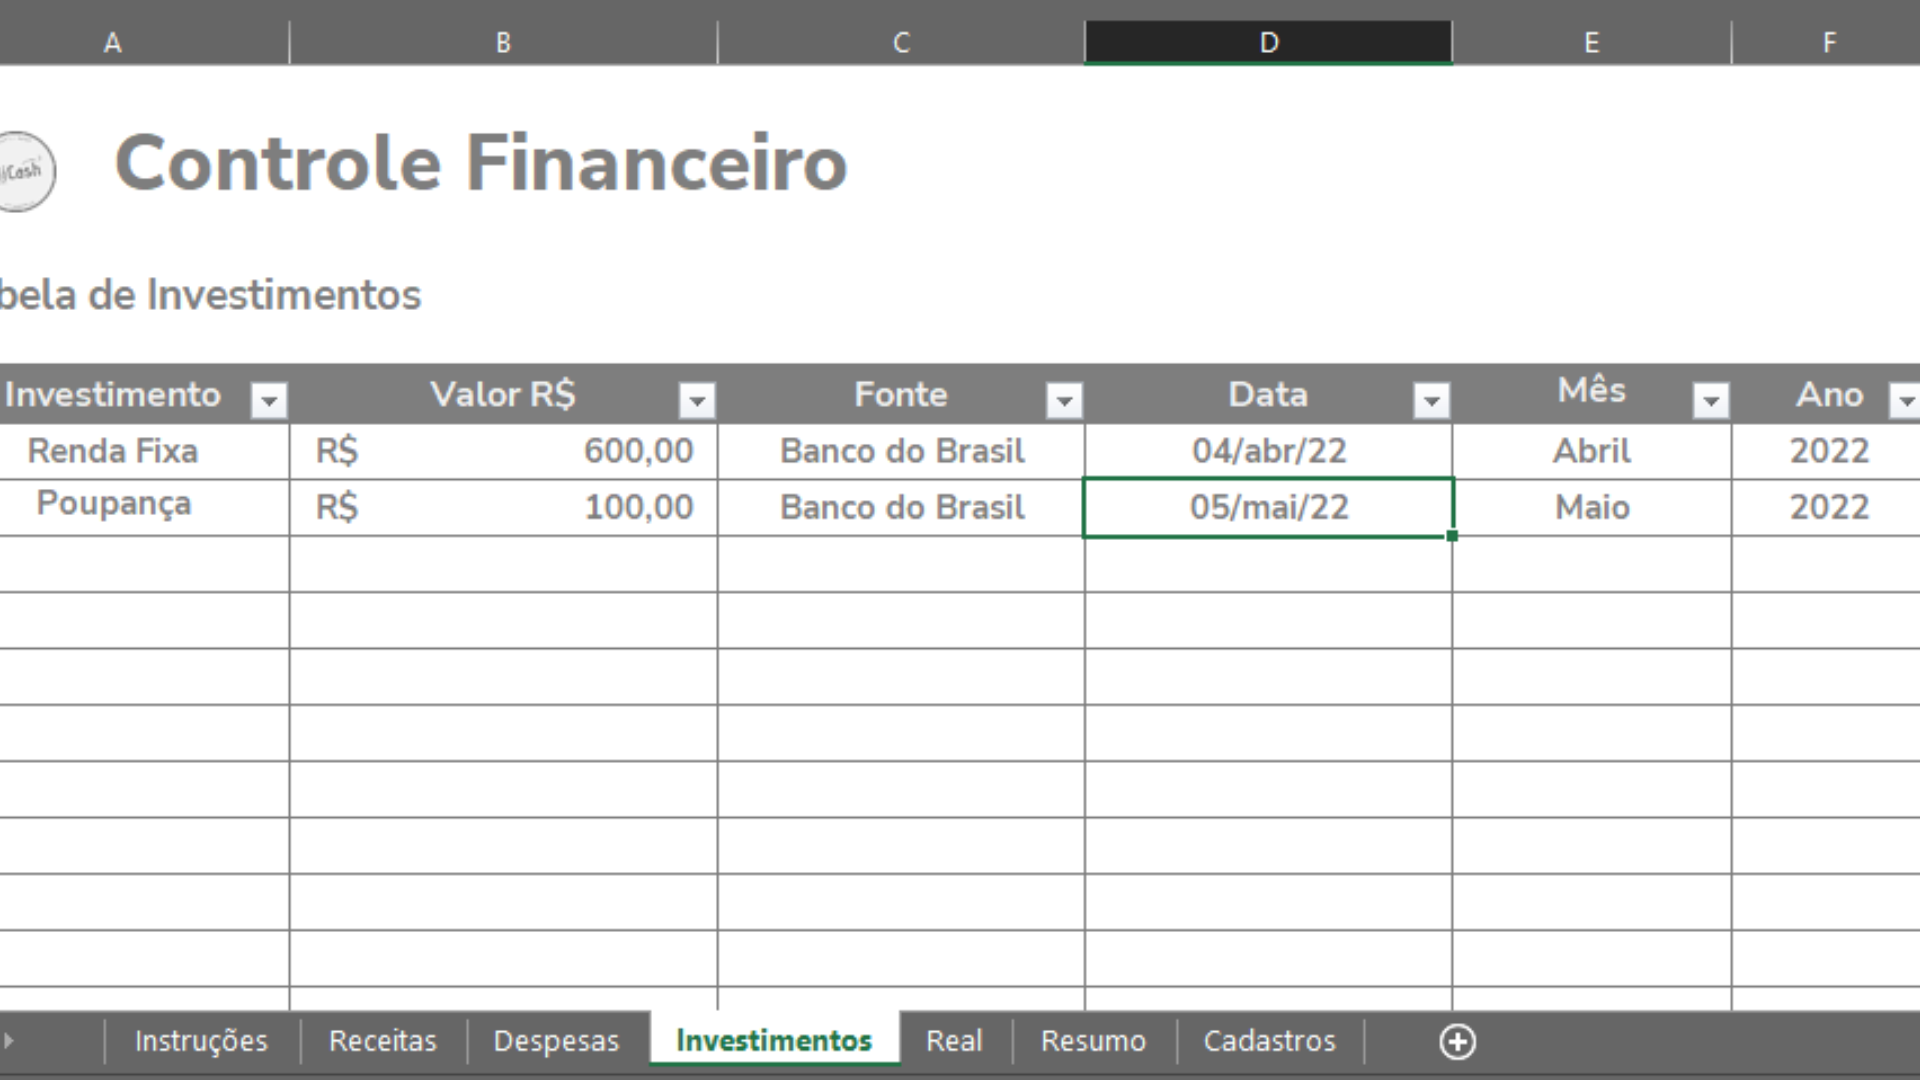 A B C D E F
Cash
Controle Financeiro
bela de Investimentos
Investimento Valor R$ Fonte Data Mês Ano
Renda Fixa R$ 600,00 Banco do Brasil 04/abr/22 Abril 2022
Poupança R$ 100,00 Banco do Brasil 05/mai/22 Maio 2022
Instruções Receitas Despesas Investimentos Real Resumo Cadastros